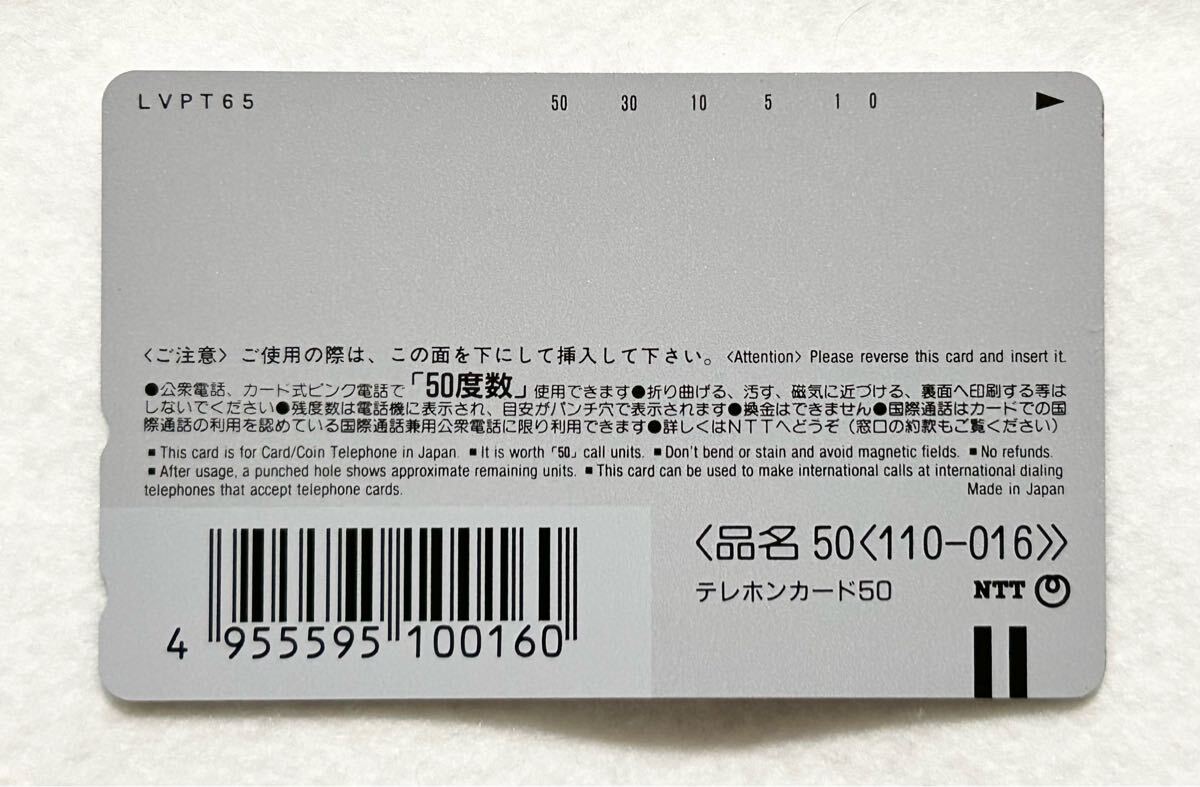 LVPT65 50 30 10 5 1 0 ▶
〈ご注意〉ご使用の際は、この面を下にして挿入して下さい。〈Attention〉Please reverse this card and insert it.
●公衆電話、カード式ピンク電話で「50度数」使用できます●折り曲げる、汚す、磁気に近づける、裏面へ印刷する等は
しないでください●残度数は電話機に表示され、目安がパンチ穴で表示されます●換金はできません●国際通話はカードでの国
際通話の利用を認めている国際通話兼用公衆電話に限り利用できます●詳しくはNTTへどうぞ（窓口の約款もご覧ください）
■ This card is for Card/Coin Telephone in Japan. ■ It is worth「50」call units. ■ Don't bend or stain and avoid magnetic fields. ■ No refunds.
■ After usage, a punched hole shows approximate remaining units. ■ This card can be used to make international calls at international dialing
telephones that accept telephone cards. Made in Japan
〈品名 50〈110-016〉〉
テレホンカード50 NTT
4 955595 100160